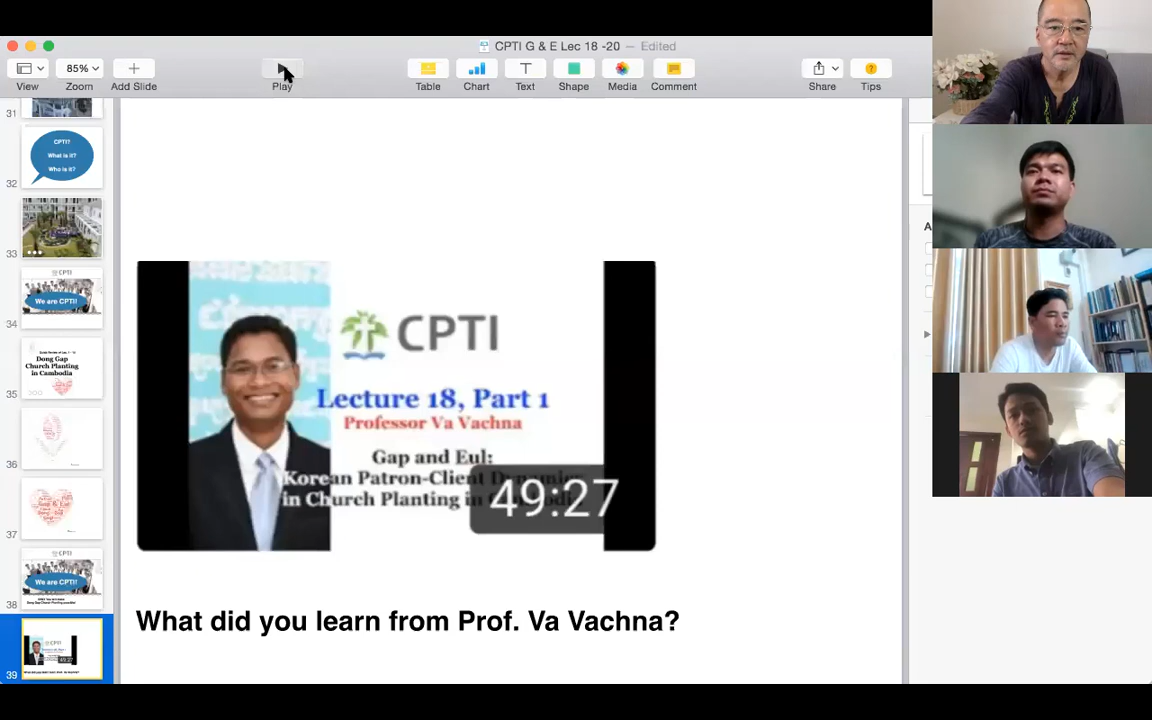 CPTI G & E Lec 18 -20 — Edited
85%
View
Zoom
Add Slide
Play
Table
Chart
Text
Shape
Media
Comment
Share
Tips
31
CPTI?
What is it?
Who is it?
32
33
CPTI
We are CPTI!
34
Dong Gap
Church Planting
in Cambodia
35
36
37
CPTI
We are CPTI!
38
39
CPTI
Lecture 18, Part 1
Professor Va Vachna
Gap and Eul:
Korean Patron-Client
in Church Planting in
49:27
What did you learn from Prof. Va Vachna?